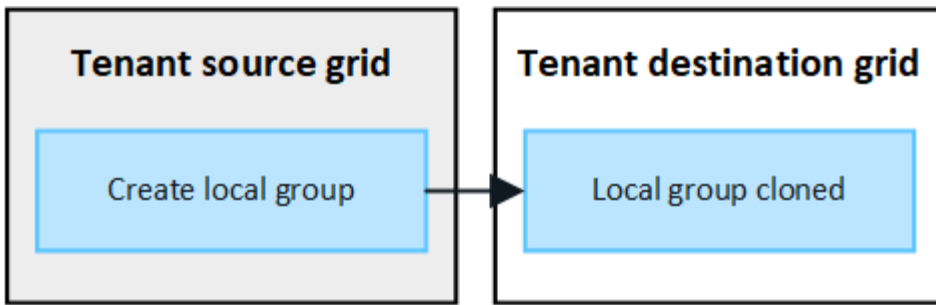 Tenant source grid
Create local group
Tenant destination grid
Local group cloned